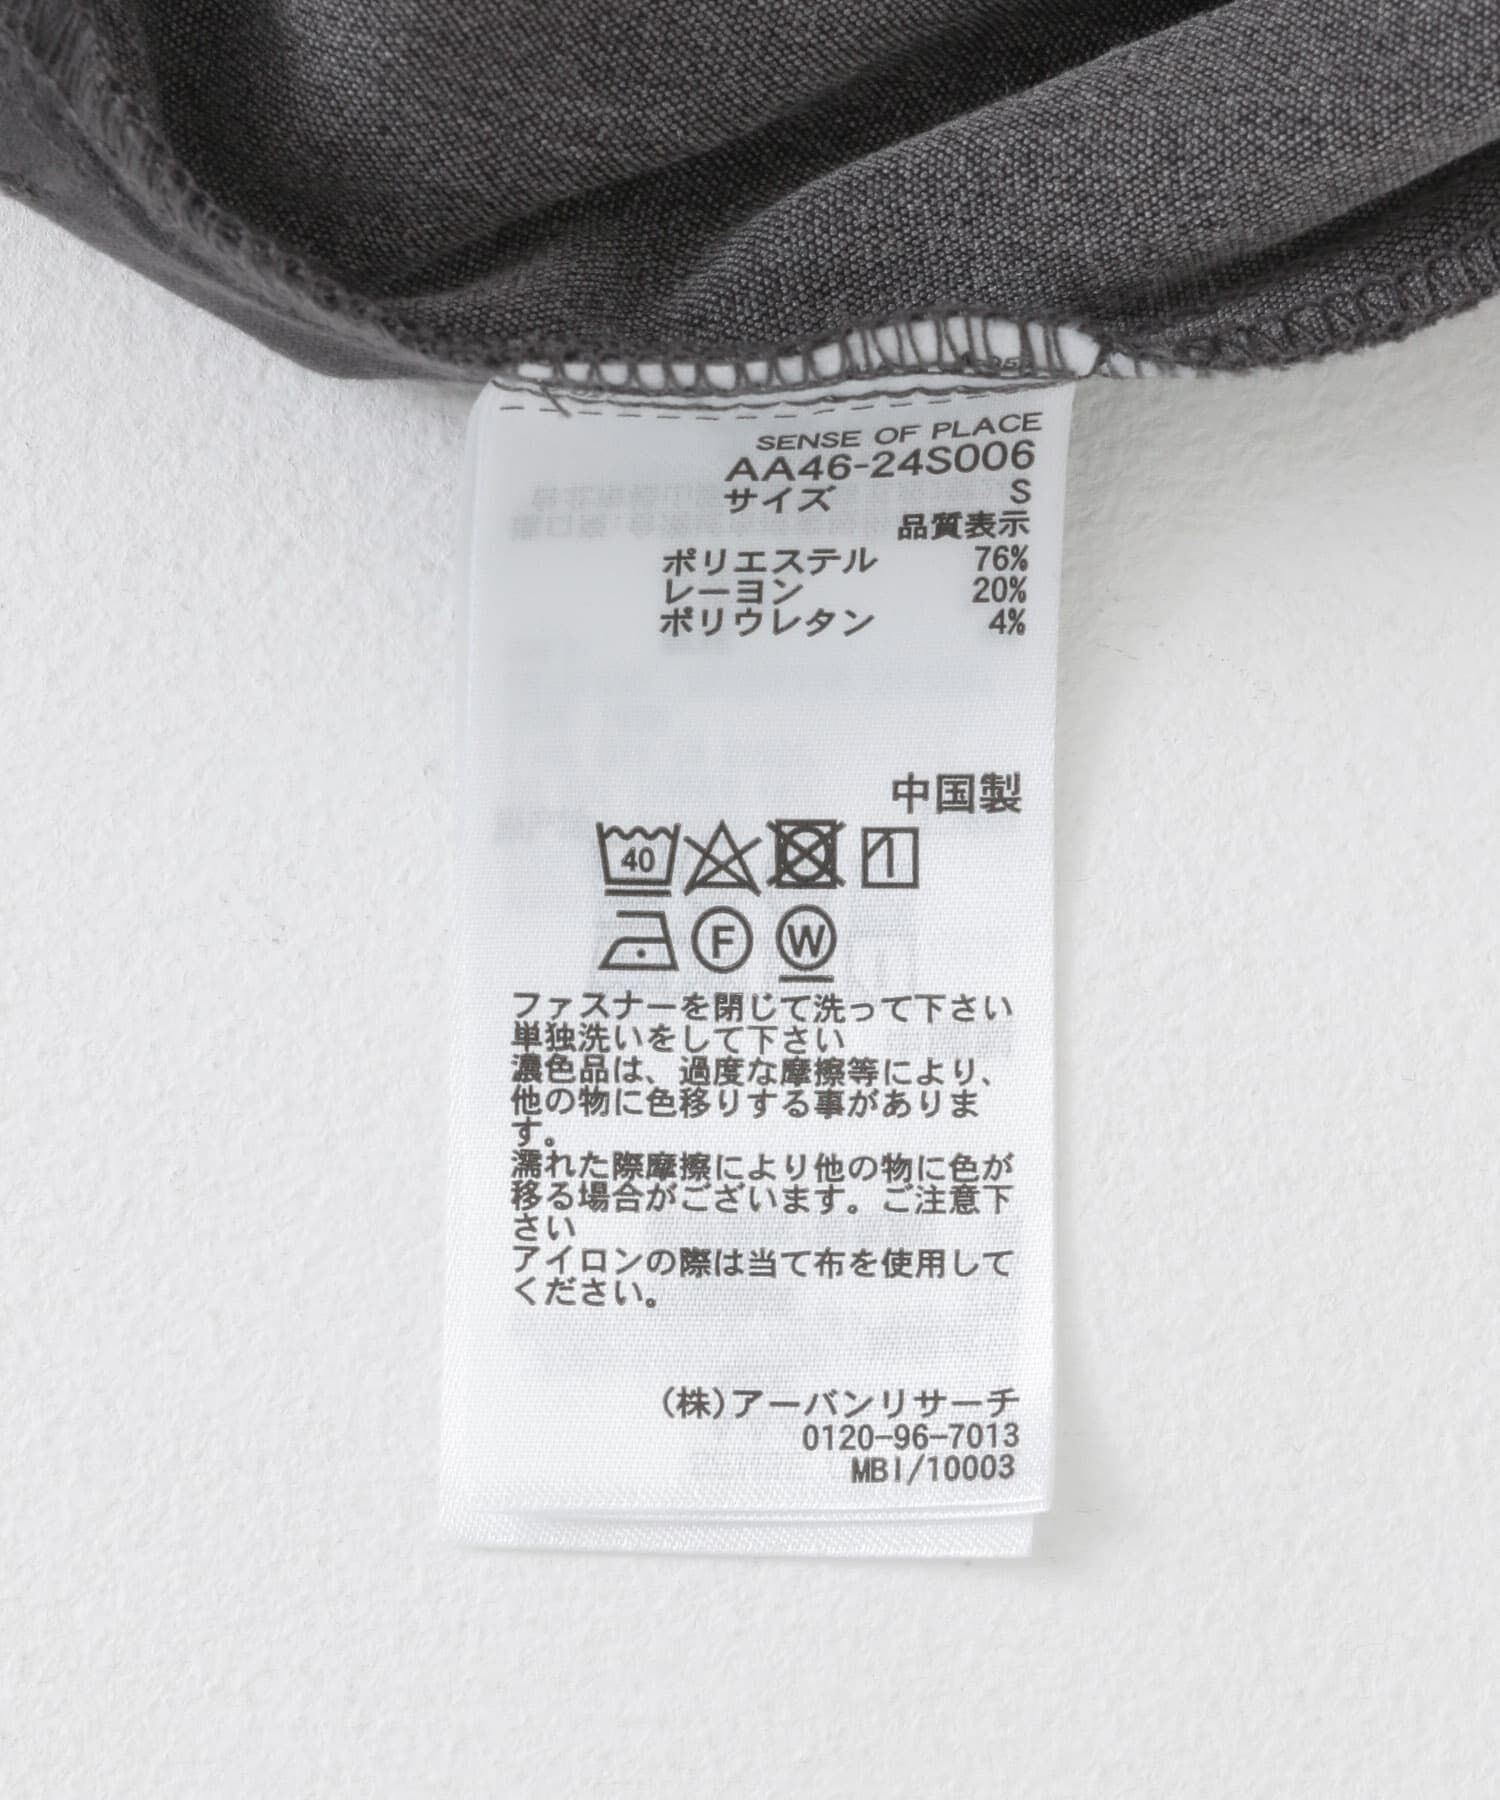 SENSE OF PLACE
AA46-24S006
サイズ S
品質表示
ポリエステル 76%
レーヨン 20%
ポリウレタン 4%
中国製
40
F W
ファスナーを閉じて洗って下さい
単独洗いをして下さい
濃色品は、過度な摩擦等により、
他の物に色移りする事がありま
す。
濡れた際摩擦により他の物に色が
移る場合がございます。ご注意下
さい
アイロンの際は当て布を使用して
ください。
(株)アーバンリサーチ
0120-96-7013
MBI/10003